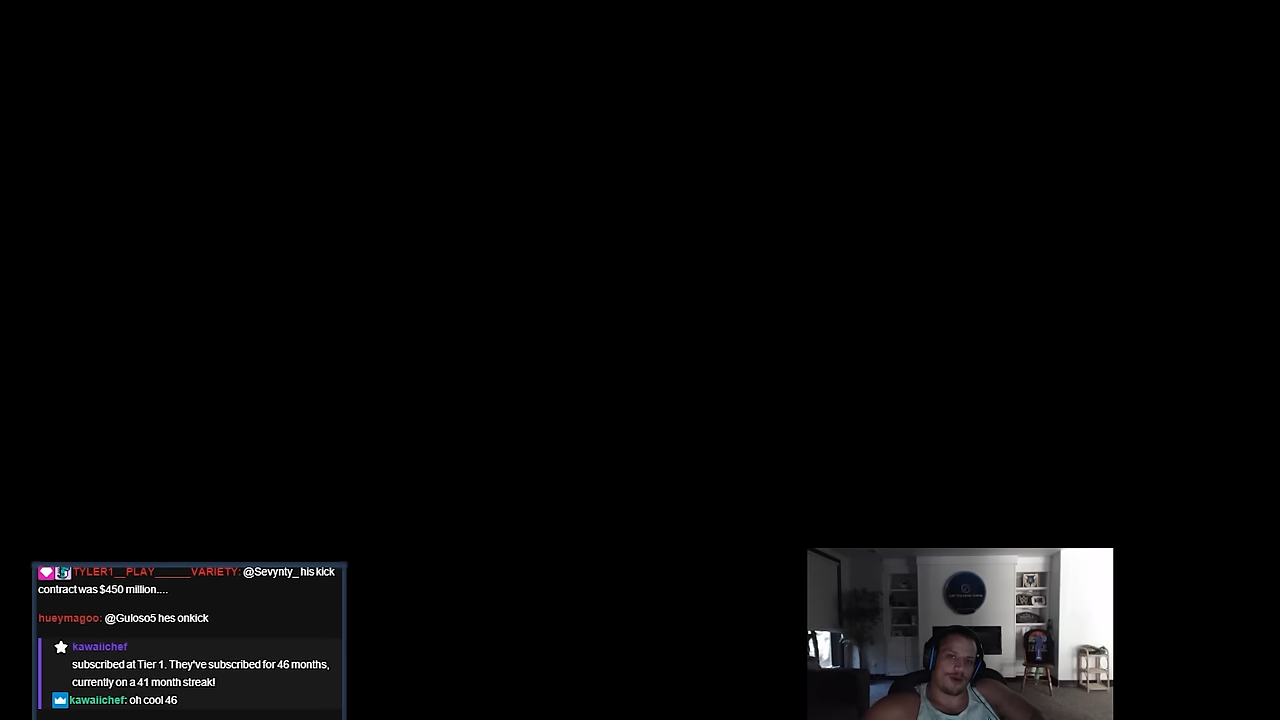 TYLER1__PLAY______VARIETY: @Sevynty_ his kick
contract was $450 million....
hueymagoo: @Guloso5 hes onkick
kawaiichef
subscribed at Tier 1. They've subscribed for 46 months,
currently on a 41 month streak!
kawaiichef: oh cool 46